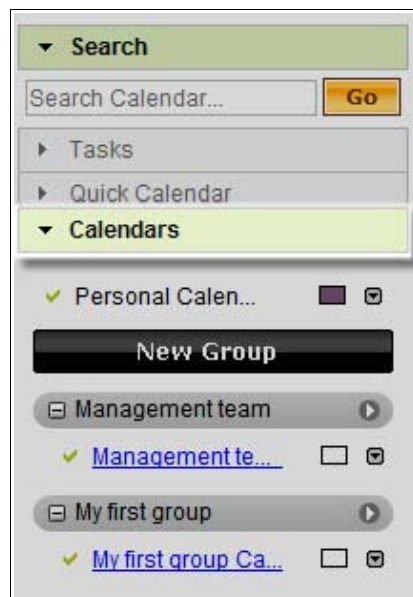 Search
Search Calendar... Go
Tasks
Quick Calendar
Calendars
Personal Calen...
New Group
Management team
Management te...
My first group
My first group Ca...